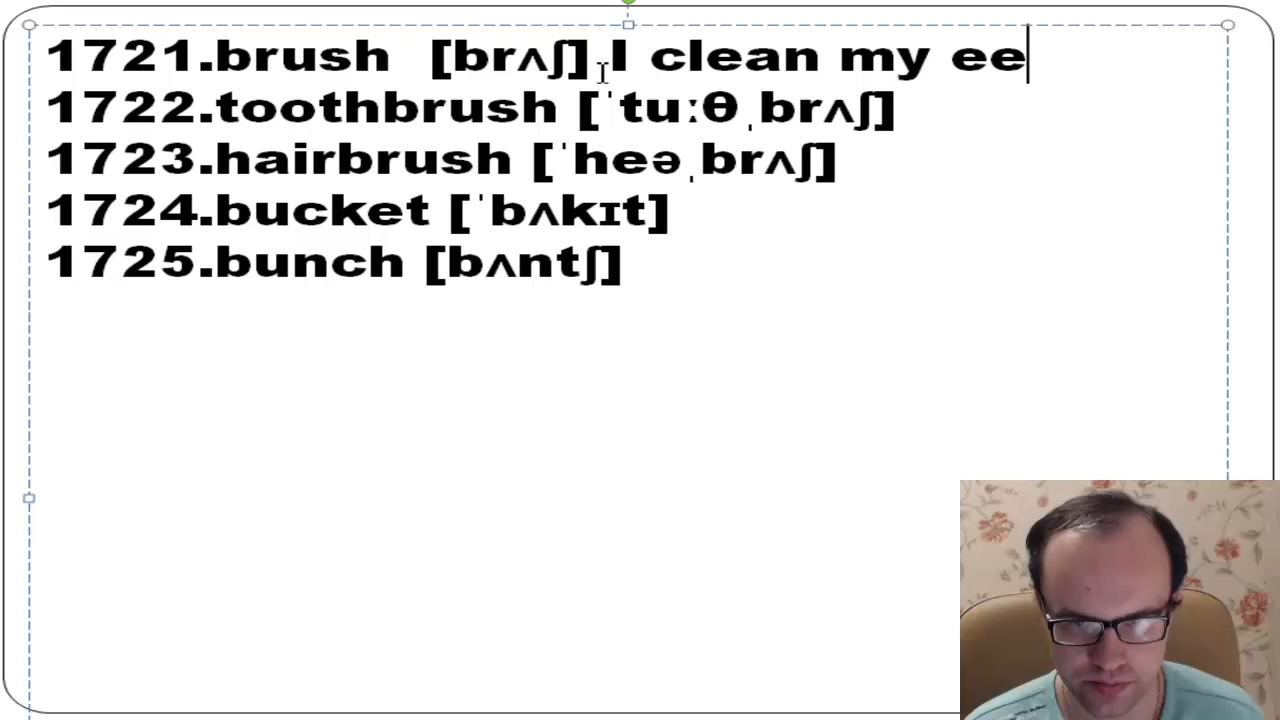 1721.brush [brʌʃ] I clean my ee
1722.toothbrush [ˈtuːθˌbrʌʃ]
1723.hairbrush [ˈheəˌbrʌʃ]
1724.bucket [ˈbʌkɪt]
1725.bunch [bʌntʃ]